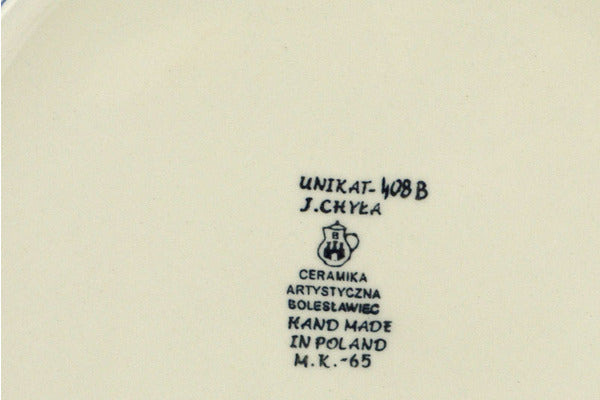 UNIKAT-408B
J.CHYŁA
B
CERAMIKA
ARTYSTYCZNA
BOLESŁAWIEC
HAND MADE
IN POLAND
M.K.-65